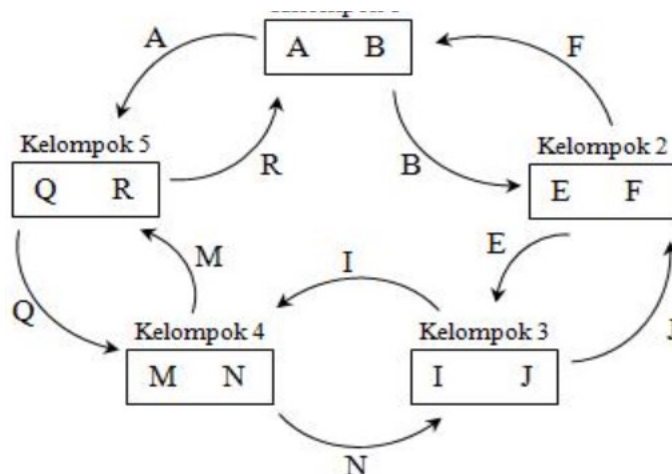 A
A B
F
Kelompok 5
Kelompok 2
Q R
R
B
E F
M
I
E
Q
Kelompok 4
Kelompok 3
M N
I J
N